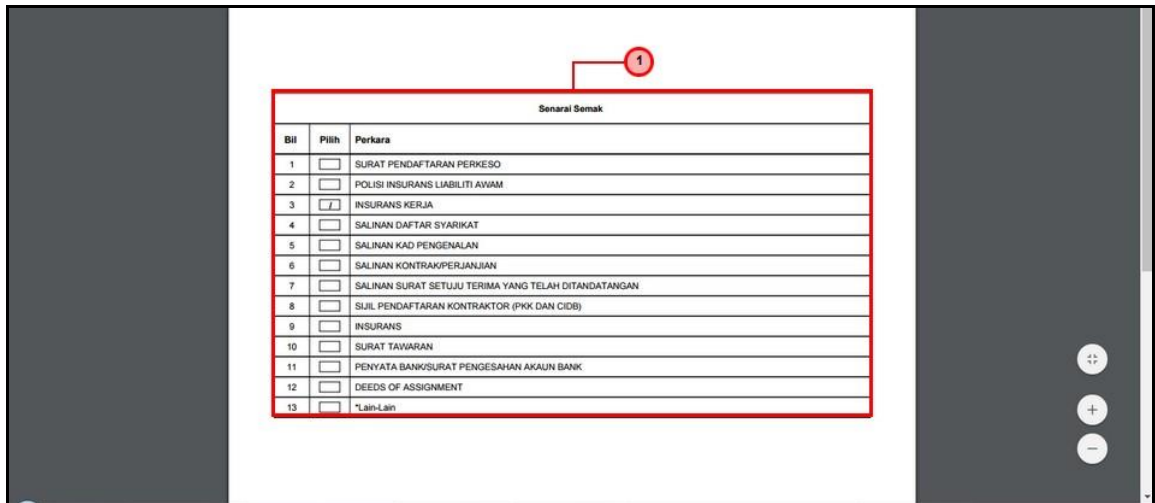 1
Senarai Semak
Bil Pilih Perkara
1 SURAT PENDAFTARAN PERKESO
2 POLISI INSURANS LIABILITI AWAM
3 / INSURANS KERJA
4 SALINAN DAFTAR SYARIKAT
5 SALINAN KAD PENGENALAN
6 SALINAN KONTRAK/PERJANJIAN
7 SALINAN SURAT SETUJU TERIMA YANG TELAH DITANDATANGAN
8 SIJIL PENDAFTARAN KONTRAKTOR (PKK DAN CIDB)
9 INSURANS
10 SURAT TAWARAN
11 PENYATA BANK/SURAT PENGESAHAN AKAUN BANK
12 DEEDS OF ASSIGNMENT
13 *Lain-Lain